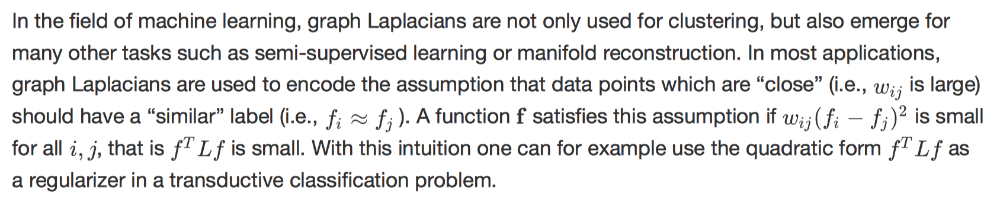 In the field of machine learning, graph Laplacians are not only used for clustering, but also emerge for
many other tasks such as semi-supervised learning or manifold reconstruction. In most applications,
graph Laplacians are used to encode the assumption that data points which are “close” (i.e., $w_{ij}$ is large)
should have a “similar” label (i.e., $f_i \approx f_j$ ). A function $\mathbf{f}$ satisfies this assumption if $w_{ij}(f_i - f_j)^2$ is small
for all $i, j$, that is $f^T L f$ is small. With this intuition one can for example use the quadratic form $f^T L f$ as
a regularizer in a transductive classification problem.